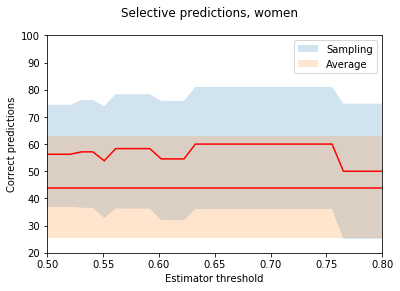 Selective predictions, women
Sampling
Average
Correct predictions
100
90
80
70
60
50
40
30
20
0.50 0.55 0.60 0.65 0.70 0.75 0.80
Estimator threshold